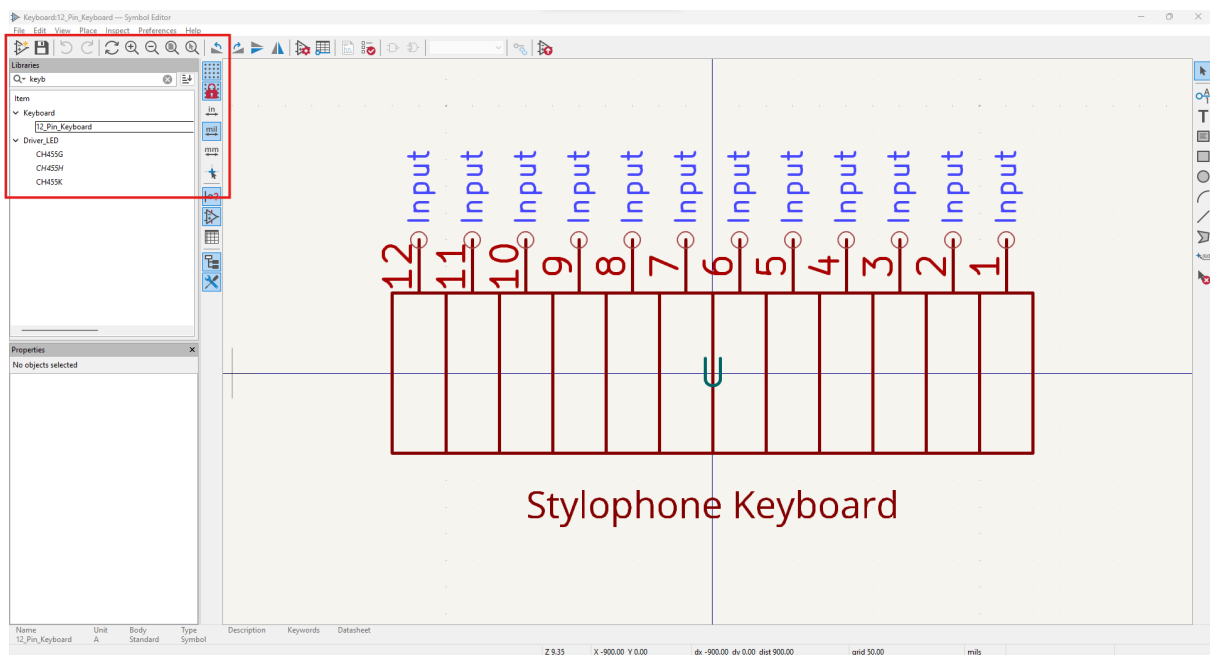 Keyboard:12_Pin_Keyboard — Symbol Editor
File Edit View Place Inspect Preferences Help
Libraries
keyb
Item
Keyboard
12_Pin_Keyboard
Driver_LED
CH455G
CH455H
CH455K
in
mil
mm
Properties
No objects selected
Input Input Input Input Input Input Input Input Input Input Input Input
12 11 10 9 8 7 6 5 4 3 2 1
U
Stylophone Keyboard
A
T
Name Unit Body Type Description Keywords Datasheet
12_Pin_Keyboard A Standard Symbol
Z 9.35 X -900.00 Y 0.00 dx -900.00 dy 0.00 dist 900.00 grid 50.00 mils